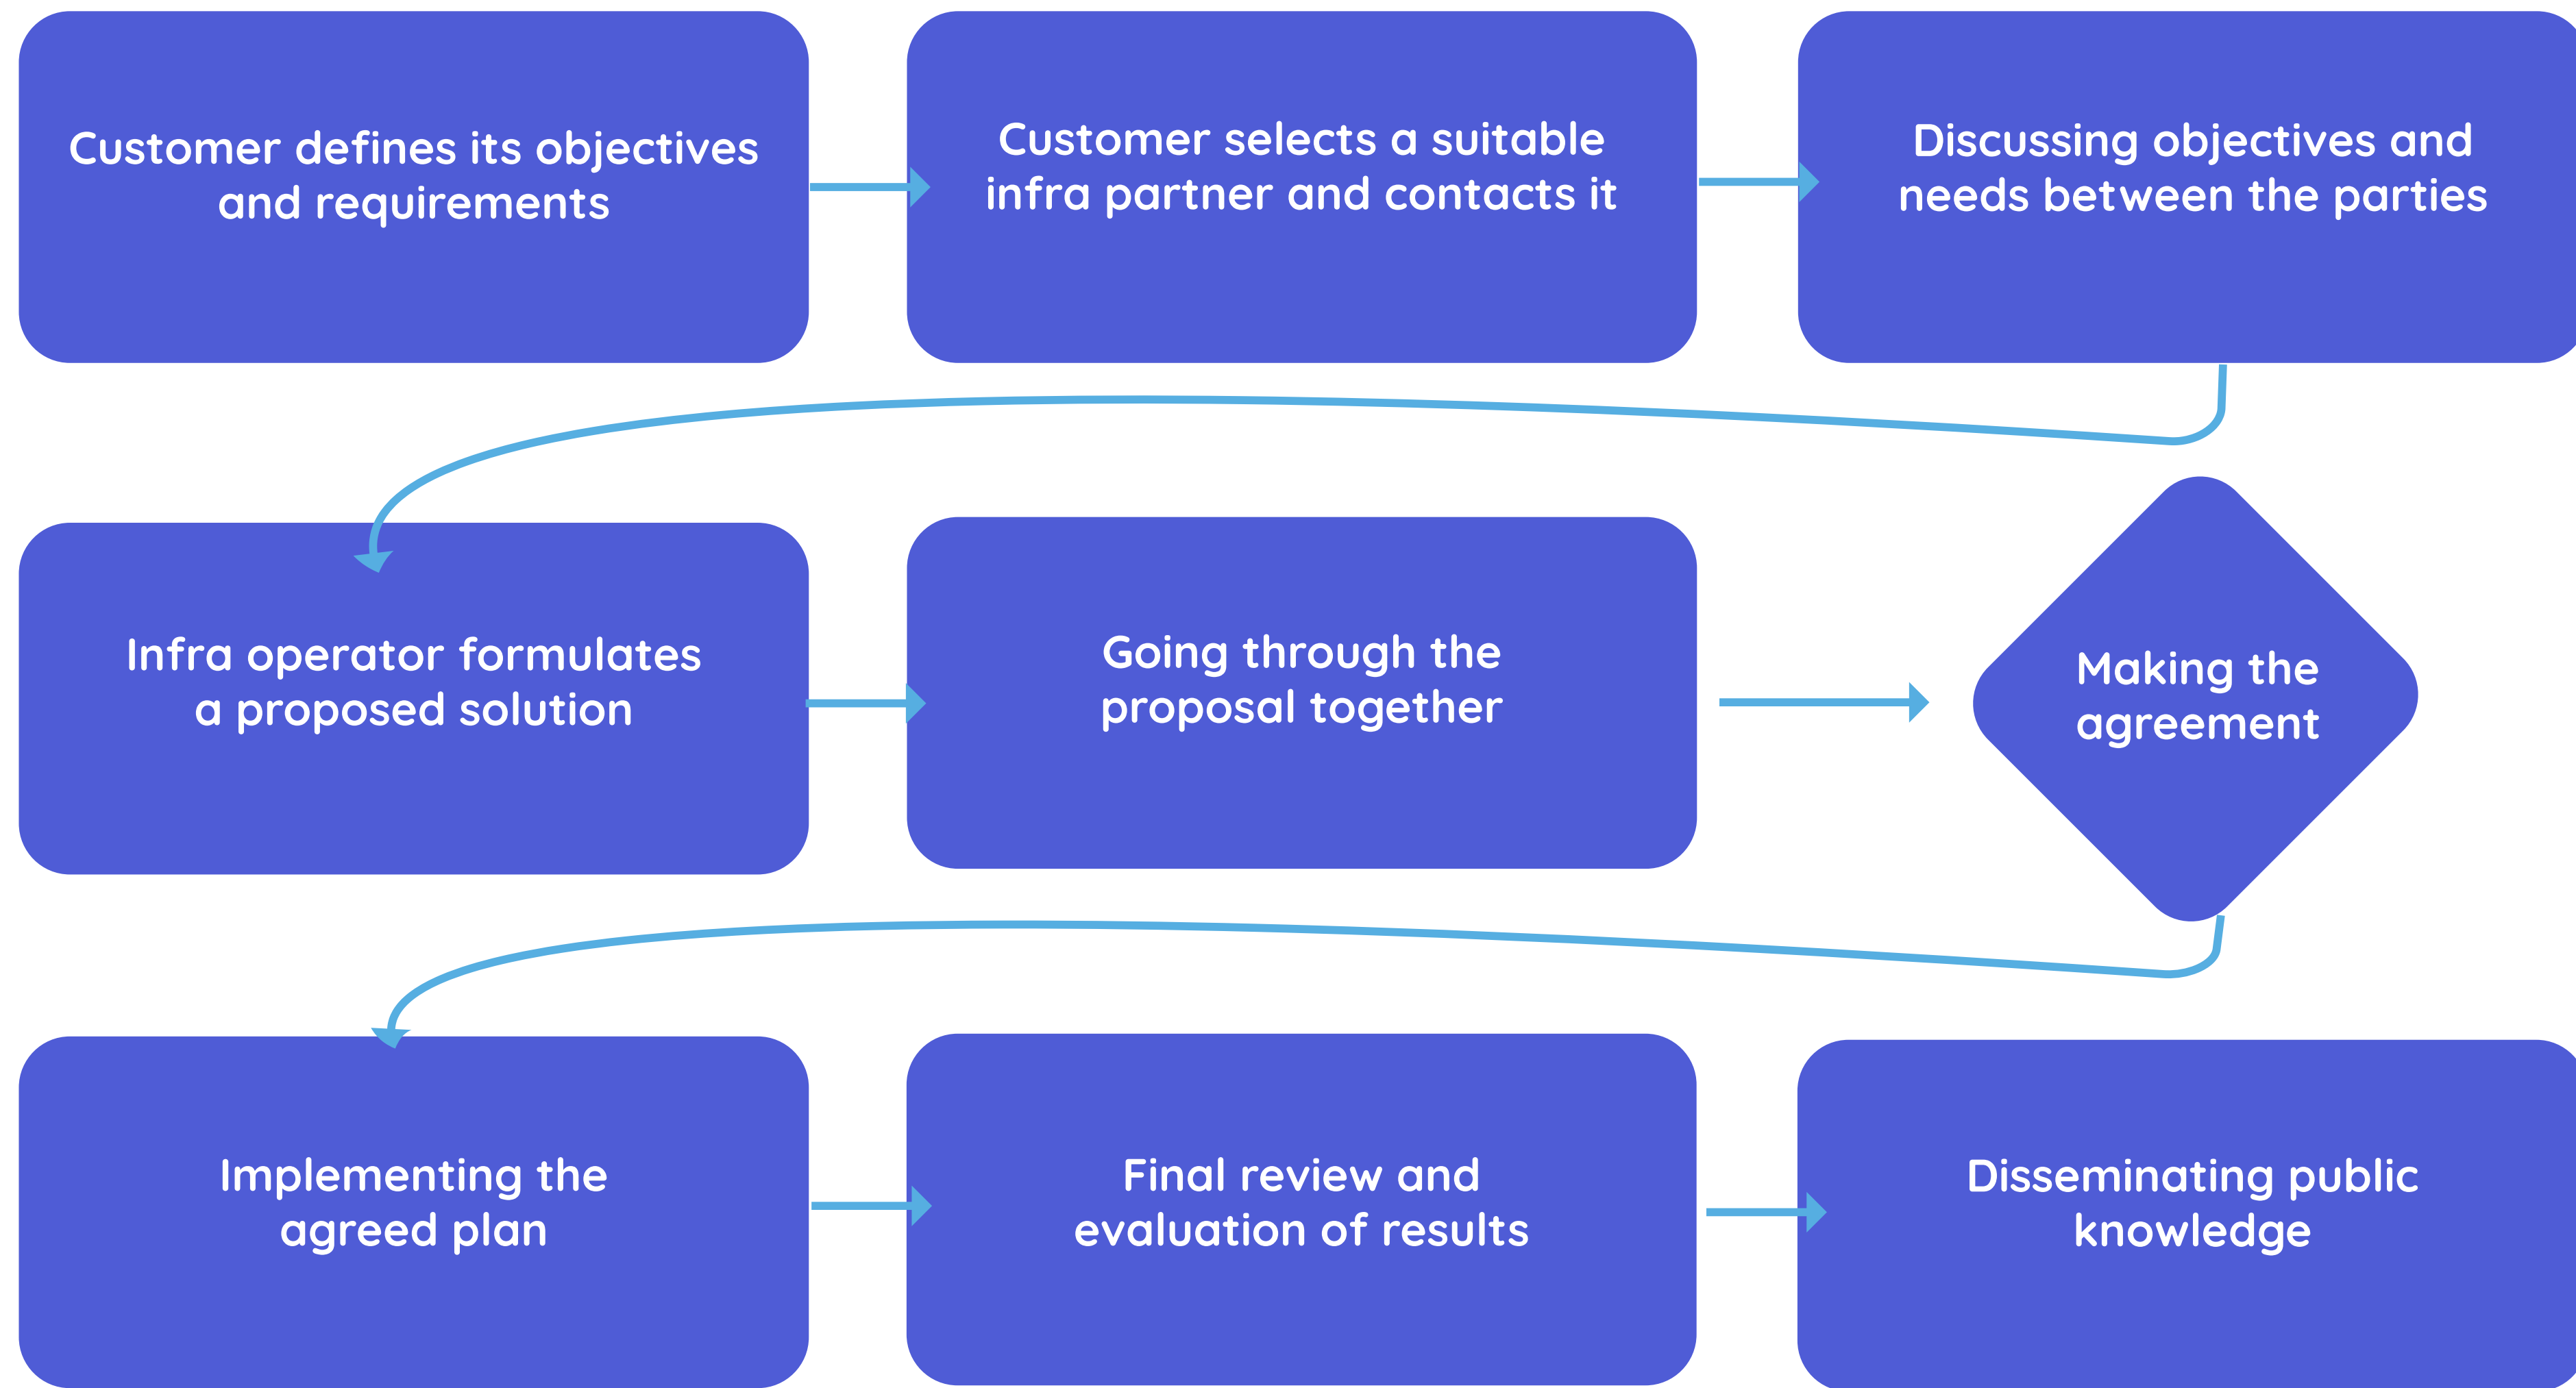 Customer defines its objectives
and requirements
Customer selects a suitable
infra partner and contacts it
Discussing objectives and
needs between the parties
Infra operator formulates
a proposed solution
Going through the
proposal together
Making the
agreement
Implementing the
agreed plan
Final review and
evaluation of results
Disseminating public
knowledge